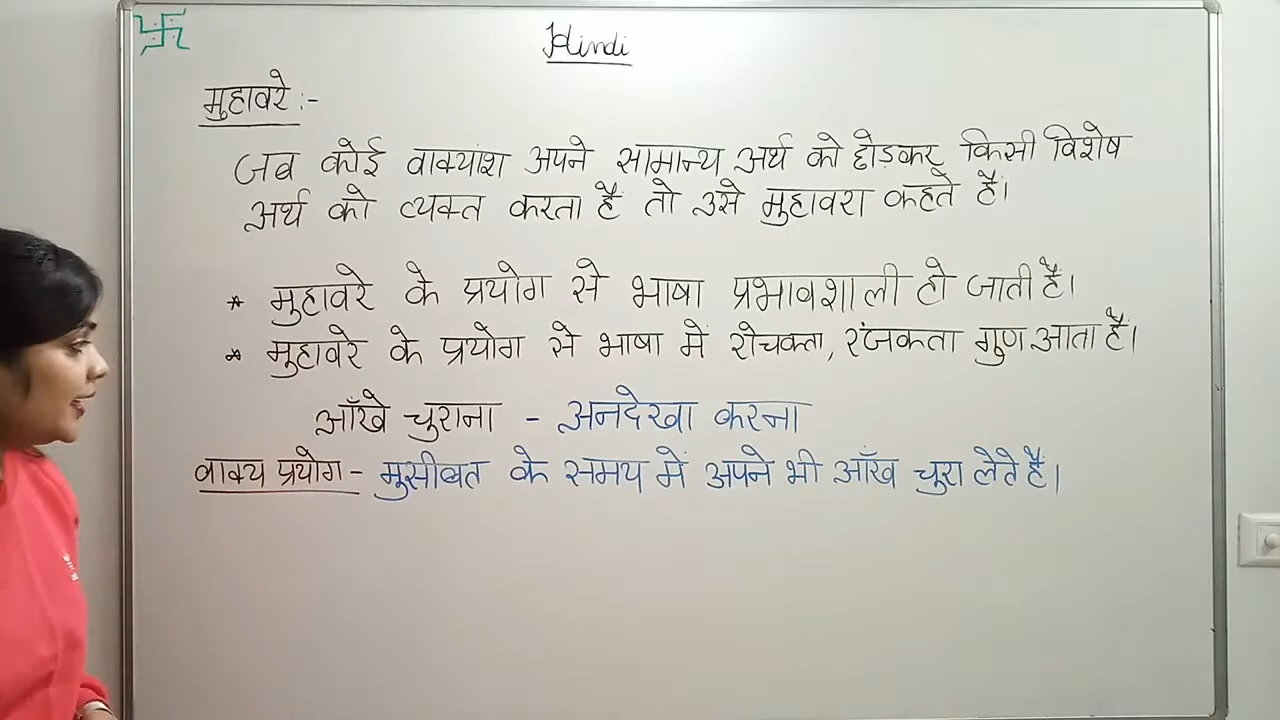 Hindi
मुहावरे :-
जब कोई वाक्यांश अपने सामान्य अर्थ को छोड़कर किसी विशेष
अर्थ को व्यक्त करता है तो उसे मुहावरा कहते हैं।
* मुहावरे के प्रयोग से भाषा प्रभावशाली हो जाती है।
* मुहावरे के प्रयोग से भाषा में रोचकता, रंजकता गुण आता है।
आँखे चुराना - अनदेखा करना
वाक्य प्रयोग - मुसीबत के समय में अपने भी आँख चुरा लेते हैं।